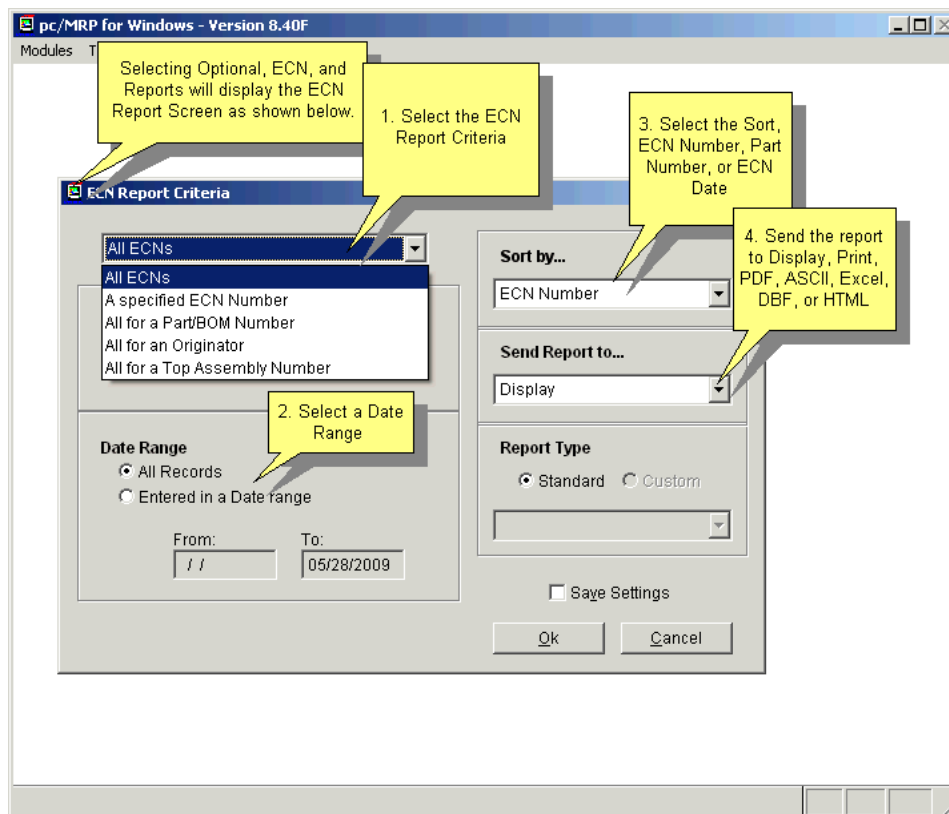 pc/MRP for Windows - Version 8.40F
Modules T
Selecting Optional, ECN, and
Reports will display the ECN
Report Screen as shown below.
1. Select the ECN
Report Criteria
3. Select the Sort,
ECN Number, Part
Number, or ECN
Date
4. Send the report
to Display, Print,
PDF, ASCII, Excel,
DBF, or HTML
ECN Report Criteria
All ECNs
All ECNs
A specified ECN Number
All for a Part/BOM Number
All for an Originator
All for a Top Assembly Number
2. Select a Date
Range
Date Range
All Records
Entered in a Date range
From:
To:
/ /
05/28/2009
Sort by...
ECN Number
Send Report to...
Display
Report Type
Standard
Custom
Save Settings
Ok
Cancel